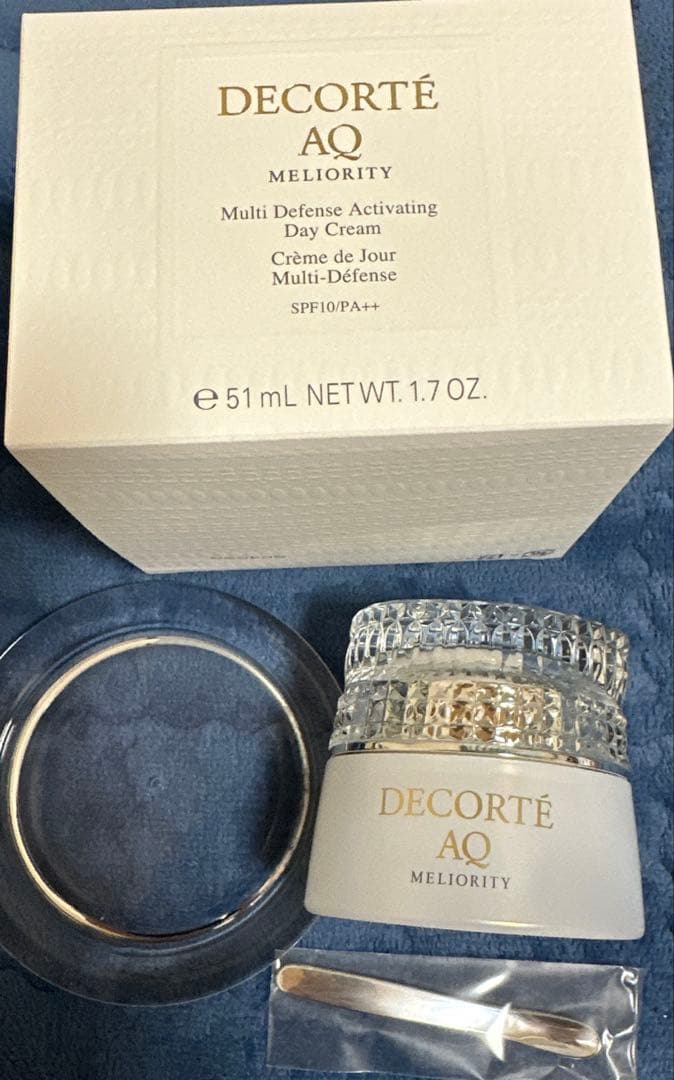 DECORTÉ
AQ
MELIORITY
Multi Defense Activating
Day Cream
Crème de Jour
Multi-Défense
SPF10/PA++
℮ 51 mL NET WT. 1.7 OZ.
DECORTÉ
AQ
MELIORITY